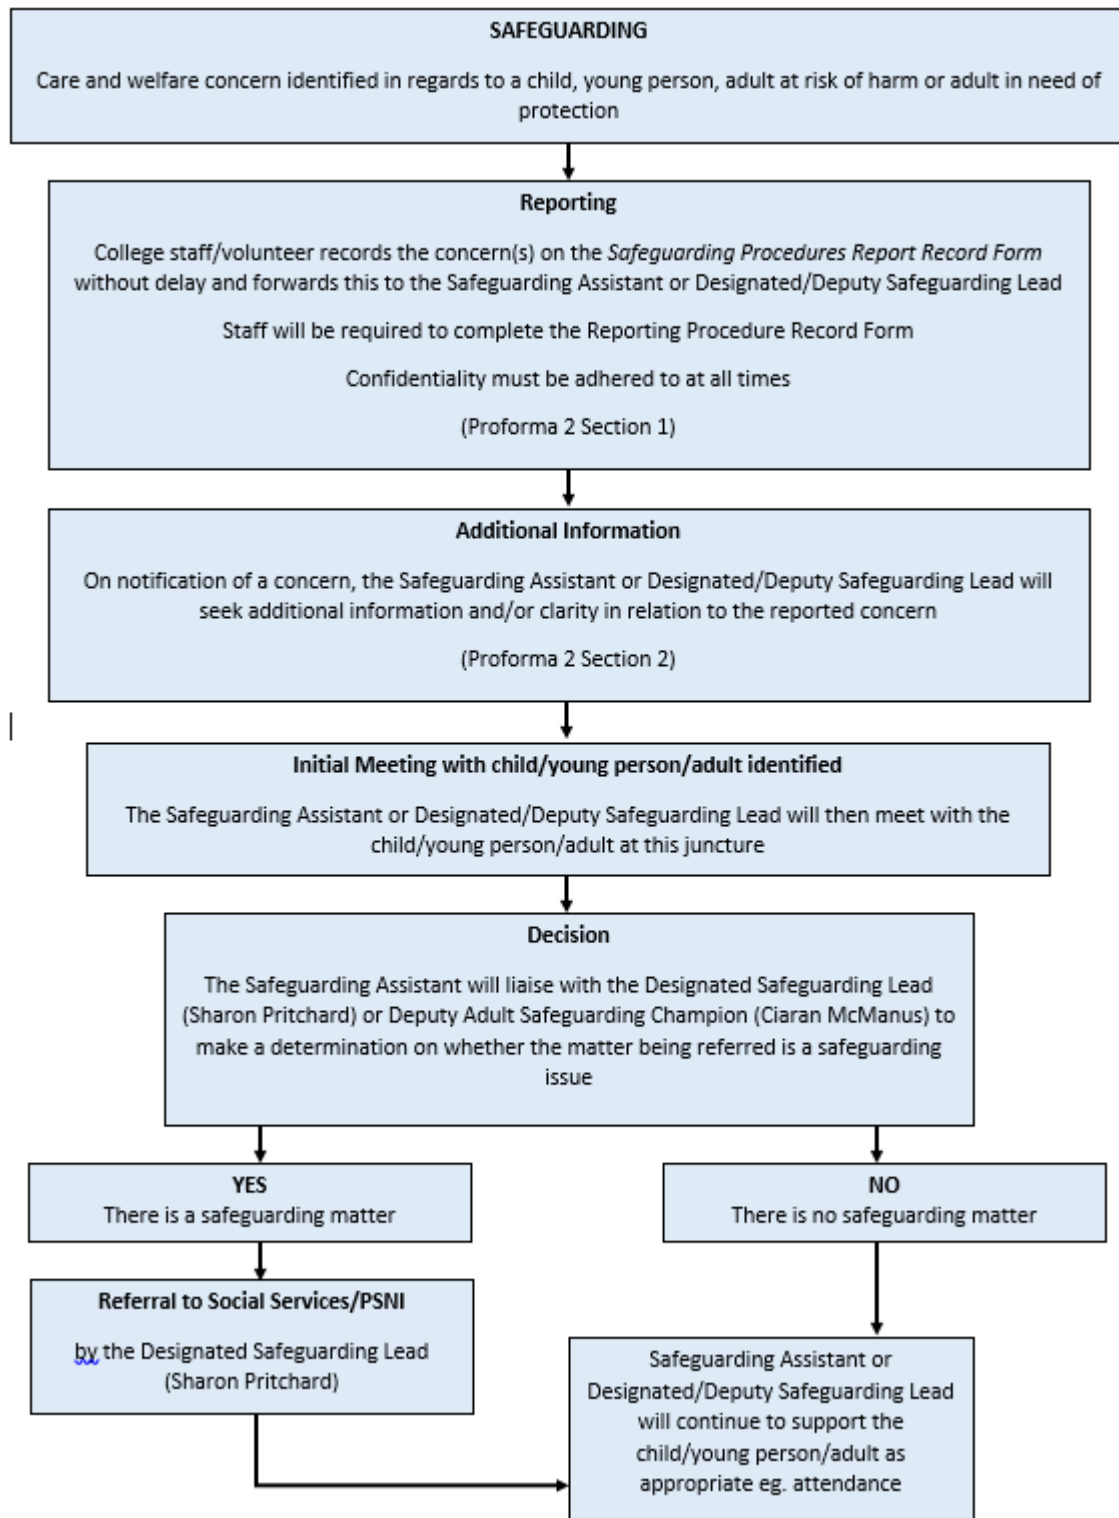 SAFEGUARDING
Care and welfare concern identified in regards to a child, young person, adult at risk of harm or adult in need of
protection
Reporting
College staff/volunteer records the concern(s) on the Safeguarding Procedures Report Record Form
without delay and forwards this to the Safeguarding Assistant or Designated/Deputy Safeguarding Lead
Staff will be required to complete the Reporting Procedure Record Form
Confidentiality must be adhered to at all times
(Proforma 2 Section 1)
Additional Information
On notification of a concern, the Safeguarding Assistant or Designated/Deputy Safeguarding Lead will
seek additional information and/or clarity in relation to the reported concern
(Proforma 2 Section 2)
Initial Meeting with child/young person/adult identified
The Safeguarding Assistant or Designated/Deputy Safeguarding Lead will then meet with the
child/young person/adult at this juncture
Decision
The Safeguarding Assistant will liaise with the Designated Safeguarding Lead
(Sharon Pritchard) or Deputy Adult Safeguarding Champion (Ciaran McManus) to
make a determination on whether the matter being referred is a safeguarding
issue
YES
There is a safeguarding matter
NO
There is no safeguarding matter
Referral to Social Services/PSNI
by the Designated Safeguarding Lead
(Sharon Pritchard)
Safeguarding Assistant or
Designated/Deputy Safeguarding Lead
will continue to support the
child/young person/adult as
appropriate eg. attendance